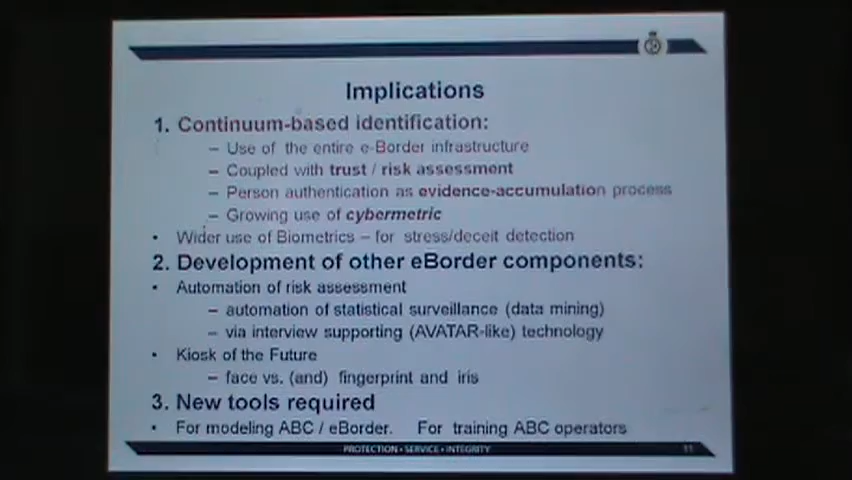 Implications
1. Continuum-based identification:
– Use of the entire e-Border infrastructure
– Coupled with trust / risk assessment
– Person authentication as evidence-accumulation process
– Growing use of cybermetric
• Wider use of Biometrics – for stress/deceit detection
2. Development of other eBorder components:
• Automation of risk assessment
– automation of statistical surveillance (data mining)
– via interview supporting (AVATAR-like) technology
• Kiosk of the Future
– face vs. (and) fingerprint and iris
3. New tools required
• For modeling ABC / eBorder. For training ABC operators
PROTECTION • SERVICE • INTEGRITY
11